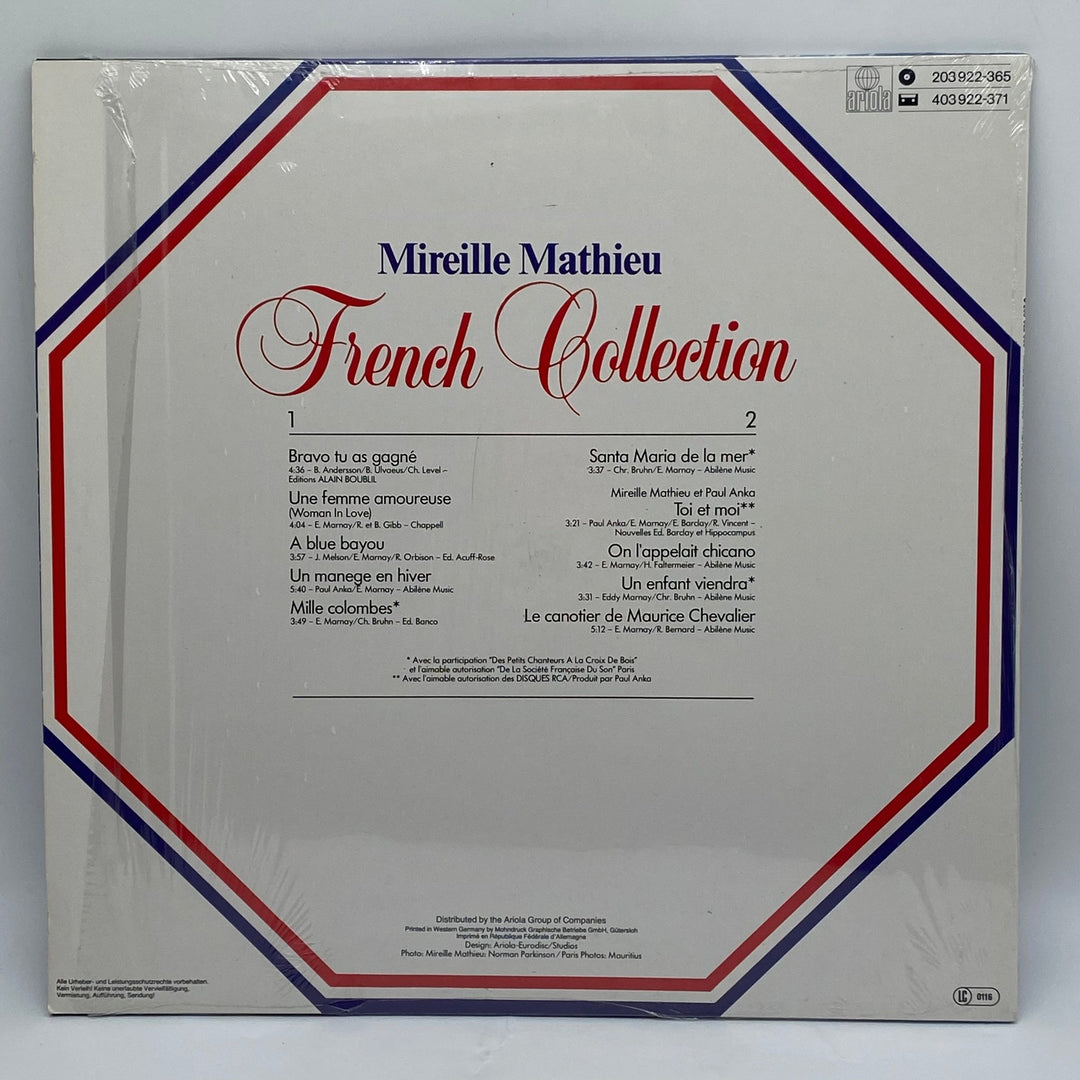 ariola
203 922-365
403 922-371
Mireille Mathieu
French Collection
1
2
Bravo tu as gagné
4:36 – B. Andersson/B. Ulvaeus/Ch. Level –
Editions ALAIN BOUBLIL
Une femme amoureuse
(Woman In Love)
4:04 – E. Marnay/R. et B. Gibb – Chappell
A blue bayou
3:57 – J. Melson/E. Marnay/R. Orbison – Ed. Acuff-Rose
Un manege en hiver
5:40 – Paul Anka/E. Marnay – Abilène Music
Mille colombes*
3:49 – E. Marnay/Ch. Bruhn – Ed. Banco
Santa Maria de la mer*
3:37 – Chr. Bruhn/E. Marnay – Abilène Music
Mireille Mathieu et Paul Anka
Toi et moi**
3:21 – Paul Anka/E. Marnay/E. Barclay/R. Vincent –
Nouvelles Ed. Barclay et Hippocampus
On l'appelait chicano
3:42 – E. Marnay/H. Faltermeier – Abilène Music
Un enfant viendra*
3:31 – Eddy Marnay/Chr. Bruhn – Abilène Music
Le canotier de Maurice Chevalier
5:12 – E. Marnay/R. Bernard – Abilène Music
* Avec la participation "Des Petits Chanteurs A La Croix De Bois"
et l'aimable autorisation "De La Société Française Du Son" Paris
** Avec l'aimable autorisation des DISQUES RCA/Produit par Paul Anka
Distributed by the Ariola Group of Companies
Printed in Western Germany by Mohndruck Graphische Betriebe GmbH, Gütersloh
Imprimé en République Fédérale d'Allemagne
Design: Ariola-Eurodisc/Studios
Photo: Mireille Mathieu: Norman Parkinson/Paris Photos: Mauritius
Alle Urheber- und Leistungsschutzrechte vorbehalten.
Kein Verleih! Keine unerlaubte Vervielfältigung,
Vermietung, Aufführung, Sendung!
LC 0116